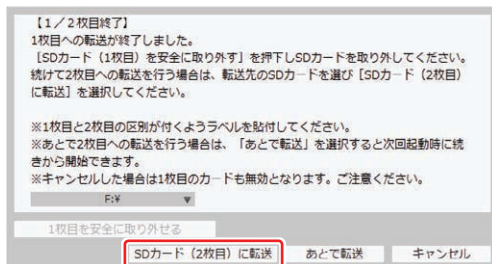 【1／2枚目終了】
1枚目への転送が終了しました。
［SDカード（1枚目）を安全に取り外す］を押下しSDカードを取り外してください。
続けて2枚目への転送を行う場合は、転送先のSDカードを選び［SDカード（2枚目）
に転送］を選択してください。
※1枚目と2枚目の区別が付くようラベルを貼付してください。
※あとで2枚目への転送を行う場合は、「あとで転送」を選択すると次回起動時に続
きから開始できます。
※キャンセルした場合は1枚目のカードも無効となります。ご注意ください。
F:¥
1枚目を安全に取り外せる
SDカード（2枚目）に転送 あとで転送 キャンセル